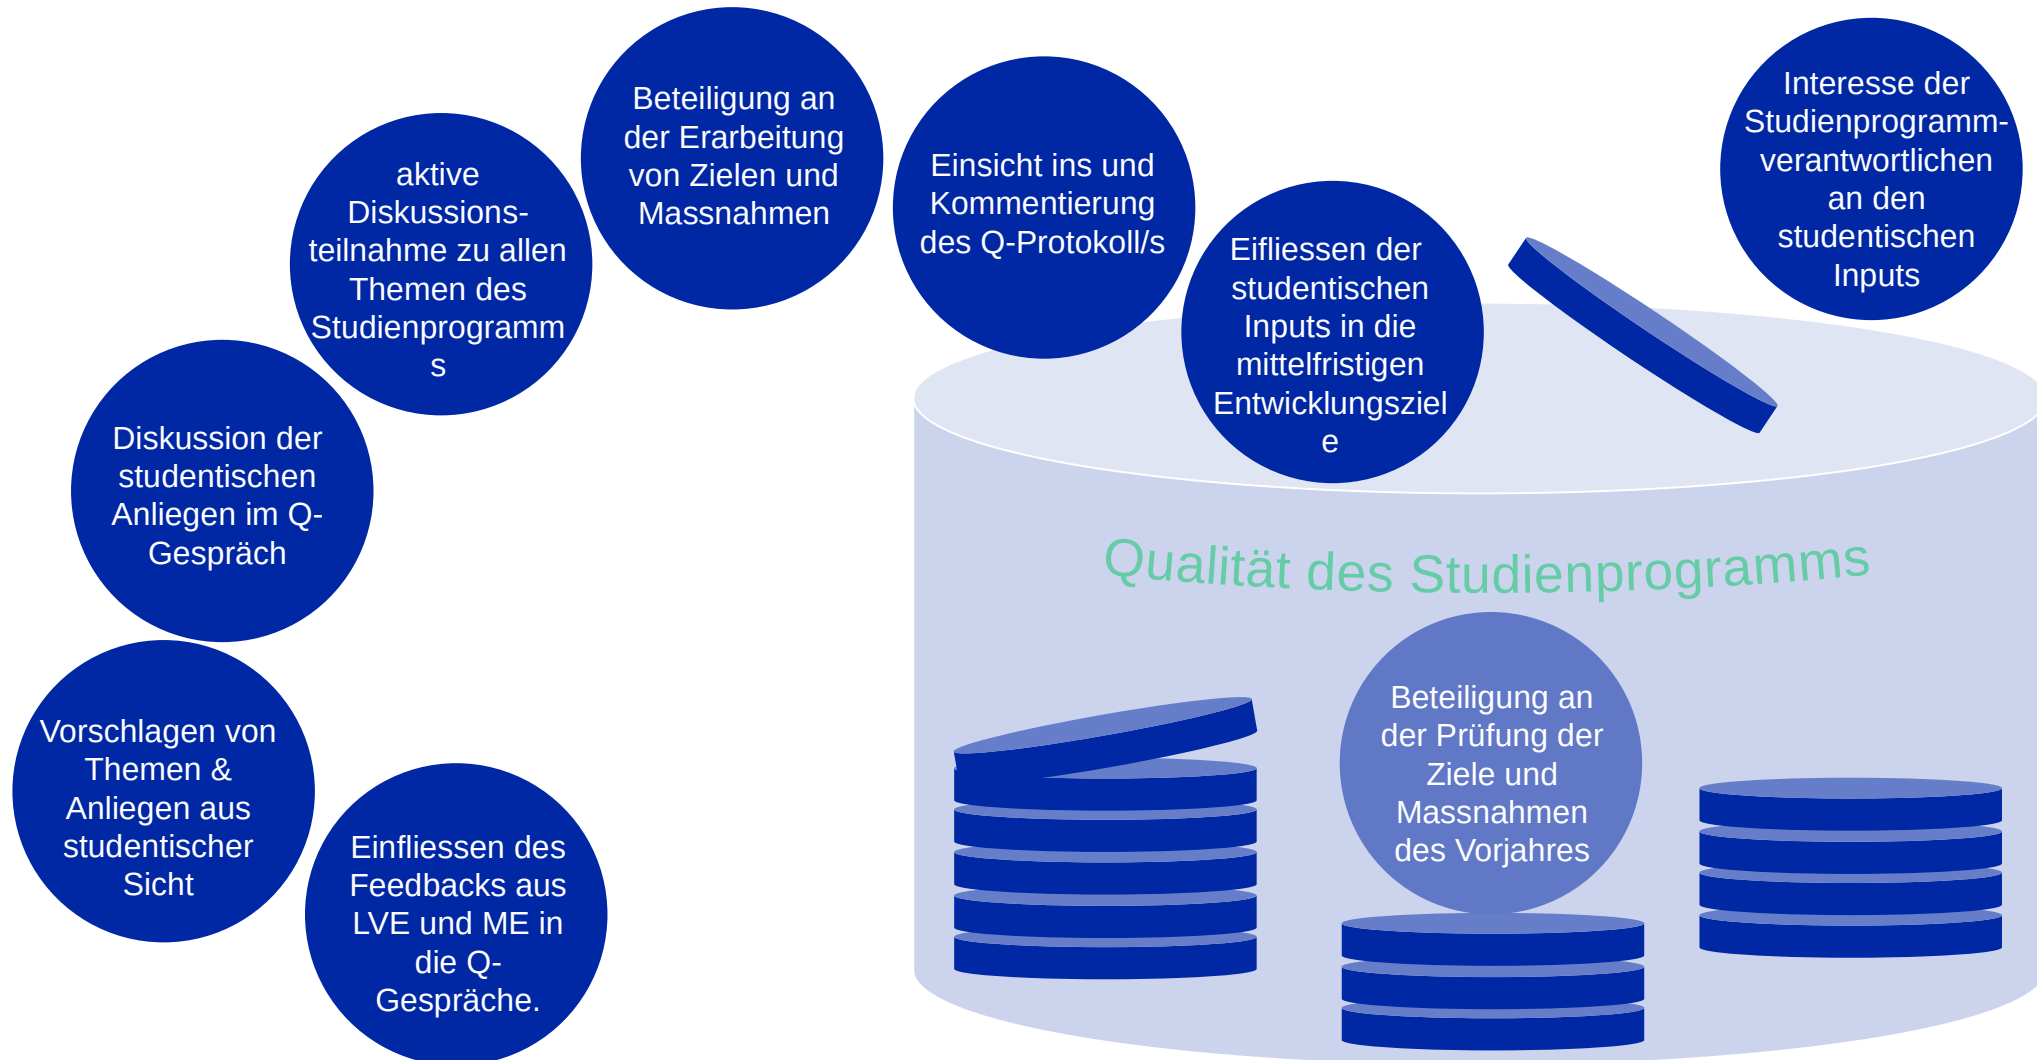 Beteiligung an
der Erarbeitung
von Zielen und
Massnahmen
Interesse der
Studienprogramm-
verantwortlichen
an den
studentischen
Inputs
aktive
Diskussions-
teilnahme zu allen
Themen des
Studienprogramm
s
Einsicht ins und
Kommentierung
des Q-Protokoll/s
Eifliessen der
studentischen
Inputs in die
mittelfristigen
Entwicklungsziel
e
Diskussion der
studentischen
Anliegen im Q-
Gespräch
Qualität des Studienprogramms
Vorschlagen von
Themen &
Anliegen aus
studentischer
Sicht
Einfliessen des
Feedbacks aus
LVE und ME in
die Q-
Gespräche.
Beteiligung an
der Prüfung der
Ziele und
Massnahmen
des Vorjahres